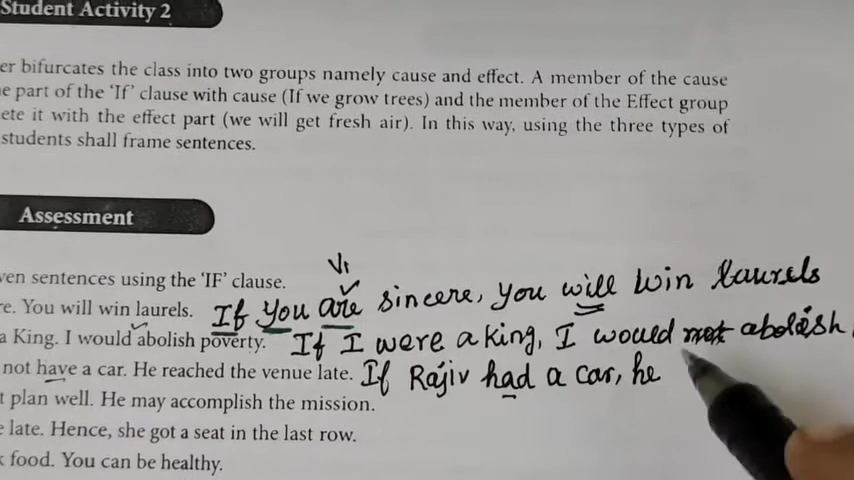 Student Activity 2
er bifurcates the class into two groups namely cause and effect. A member of the cause
e part of the 'If' clause with cause (If we grow trees) and the member of the Effect group
ete it with the effect part (we will get fresh air). In this way, using the three types of
students shall frame sentences.
Assessment
V1
ven sentences using the 'IF' clause.
re. You will win laurels. If you are sincere, you will win laurels
a King. I would abolish poverty. If I were a king, I would abolish
not have a car. He reached the venue late. If Rajiv had a car, he
t plan well. He may accomplish the mission.
e late. Hence, she got a seat in the last row.
k food. You can be healthy.